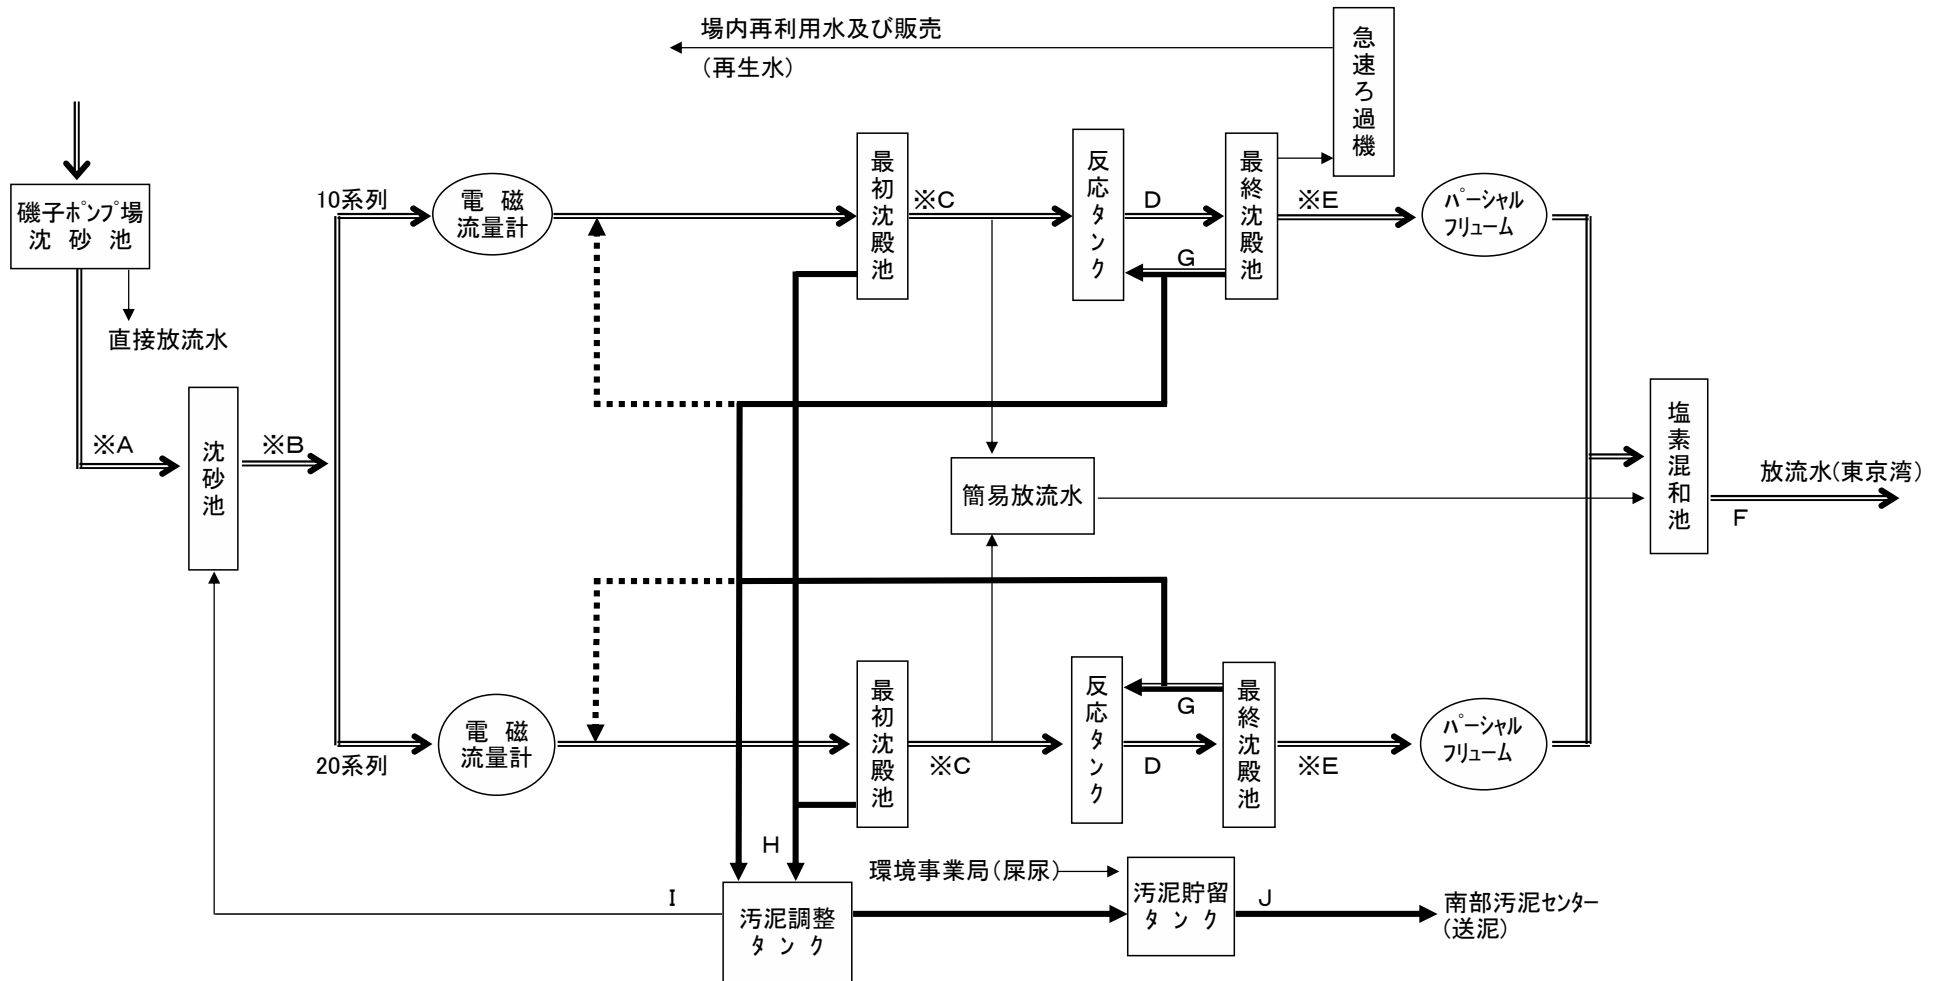 場内再利用水及び販売
(再生水)
急速ろ過機
磯子ポンプ場
沈砂池
直接放流水
※A
沈砂池
※B
10系列
電磁
流量計
最初沈殿池
※C
反応タンク
D
G
最終沈殿池
※E
パーシャル
フリューム
簡易放流水
塩素混和池
放流水(東京湾)
F
20系列
電磁
流量計
最初沈殿池
※C
反応タンク
D
G
最終沈殿池
※E
パーシャル
フリューム
H
I
汚泥調整
タンク
環境事業局(屎尿)
汚泥貯留
タンク
J
南部汚泥センター
(送泥)